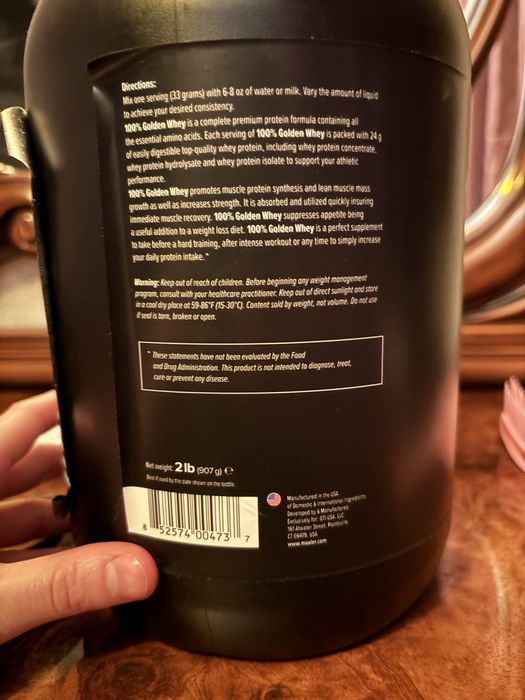 Directions:
Mix one serving (33 grams) with 6-8 oz of water or milk. Vary the amount of liquid
to achieve your desired consistency.
100% Golden Whey is a complete premium protein formula containing all
the essential amino acids. Each serving of 100% Golden Whey is packed with 24 g
of easily digestible top-quality whey protein, including whey protein concentrate,
whey protein hydrolysate and whey protein isolate to support your athletic
performance.
100% Golden Whey promotes muscle protein synthesis and lean muscle mass
growth as well as increases strength. It is absorbed and utilized quickly insuring
immediate muscle recovery. 100% Golden Whey suppresses appetite being
a useful addition to a weight loss diet. 100% Golden Whey is a perfect supplement
to take before a hard training, after intense workout or any time to simply increase
your daily protein intake.*
Warning: Keep out of reach of children. Before beginning any weight management
program, consult with your healthcare practitioner. Keep out of direct sunlight and store
in a cool dry place at 59-86°F (15-30°C). Content sold by weight, not volume. Do not use
if seal is torn, broken or open.
* These statements have not been evaluated by the Food
and Drug Administration. This product is not intended to diagnose, treat,
cure or prevent any disease.
Net weight: 2 lb (907 g) ℮
Best if used by the date shown on the bottle.
8 52574 00473 7
Manufactured in the USA
of Domestic & International Ingredients
Developed by & Manufactured
Exclusively for: GTI USA, LLC
161 Atwater Street, Plantsville
CT 06479, USA
www.maxler.com